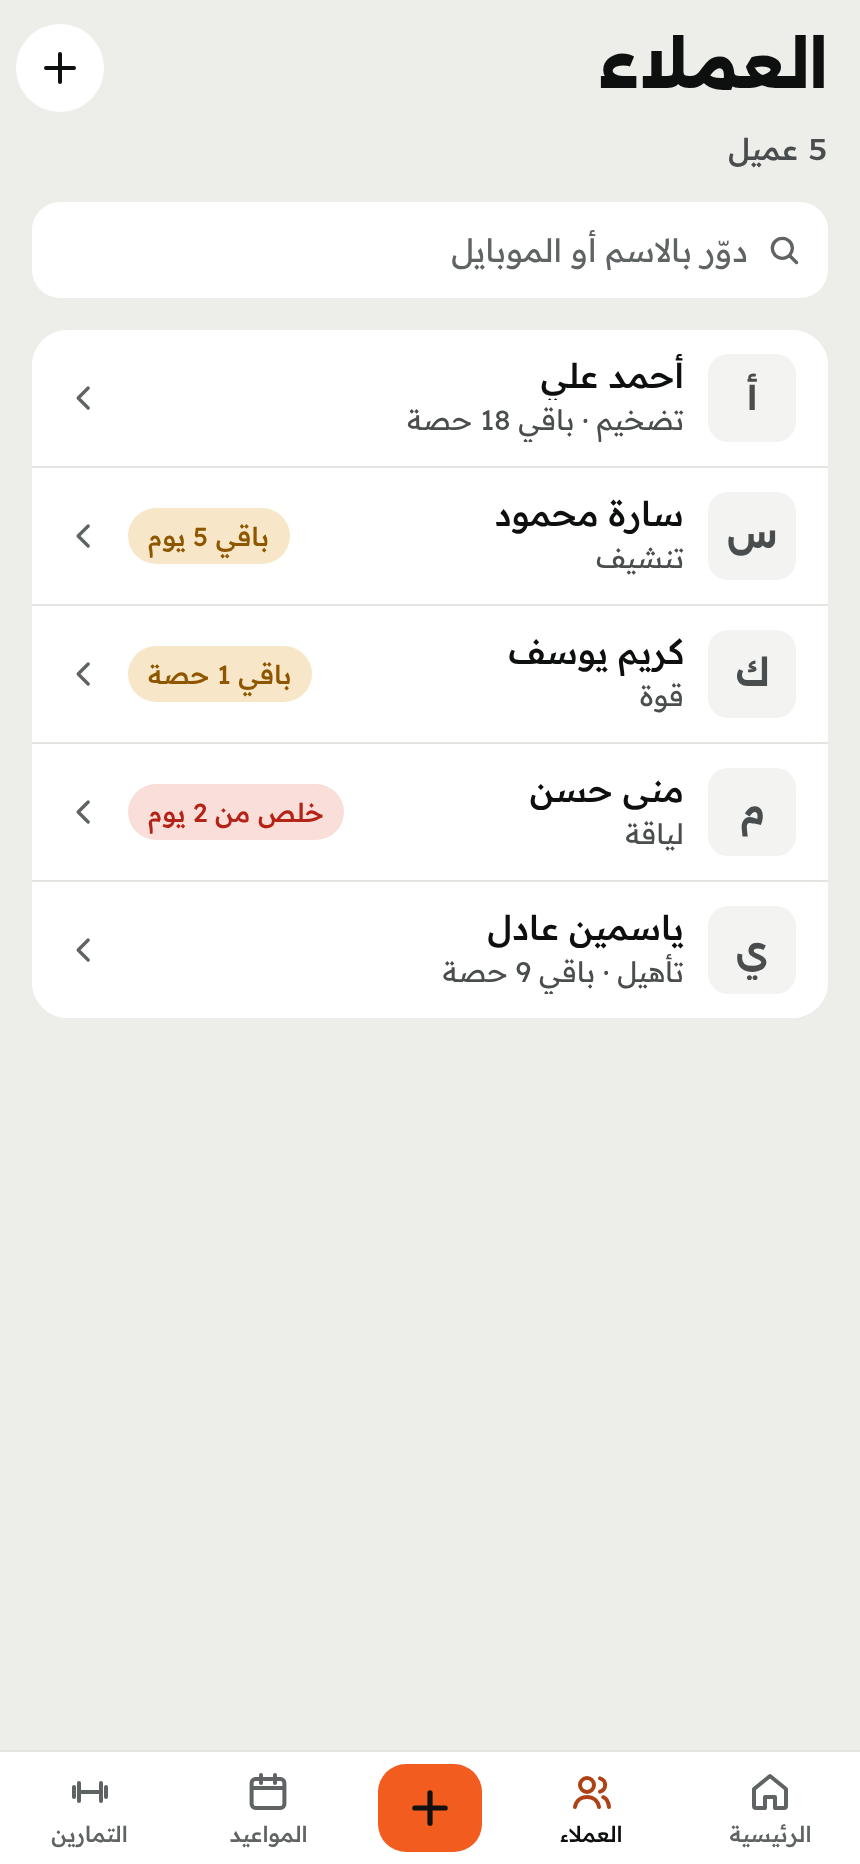 العملاء
5 عميل
دوّر بالاسم أو الموبايل
أ
أحمد علي
تضخيم · باقي 18 حصة
س
سارة محمود
تنشيف
باقي 5 يوم
ك
كريم يوسف
قوة
باقي 1 حصة
م
منى حسن
لياقة
خلص من 2 يوم
ي
ياسمين عادل
تأهيل · باقي 9 حصة
الرئيسية
العملاء
المواعيد
التمارين